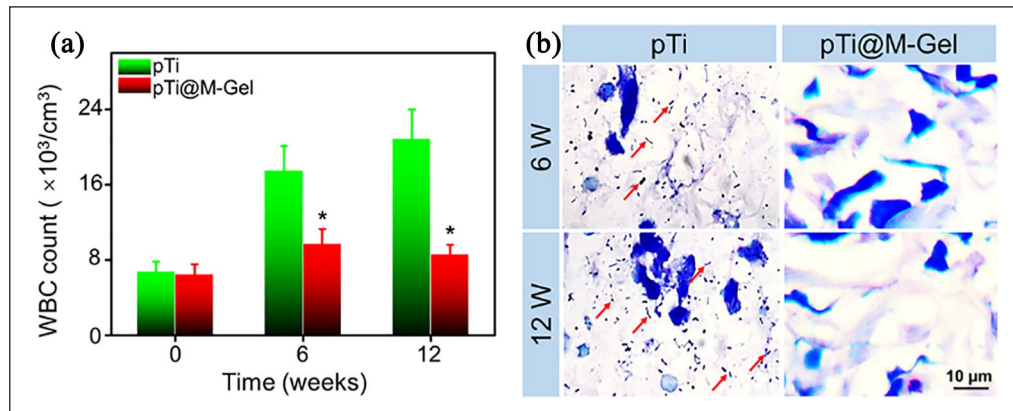 (a)
pTi
pTi@M-Gel
WBC count ( ×10³/cm³)
24
16
8
0
*
*
0
6
12
Time (weeks)
(b)
pTi
pTi@M-Gel
6 W
12 W
10 μm